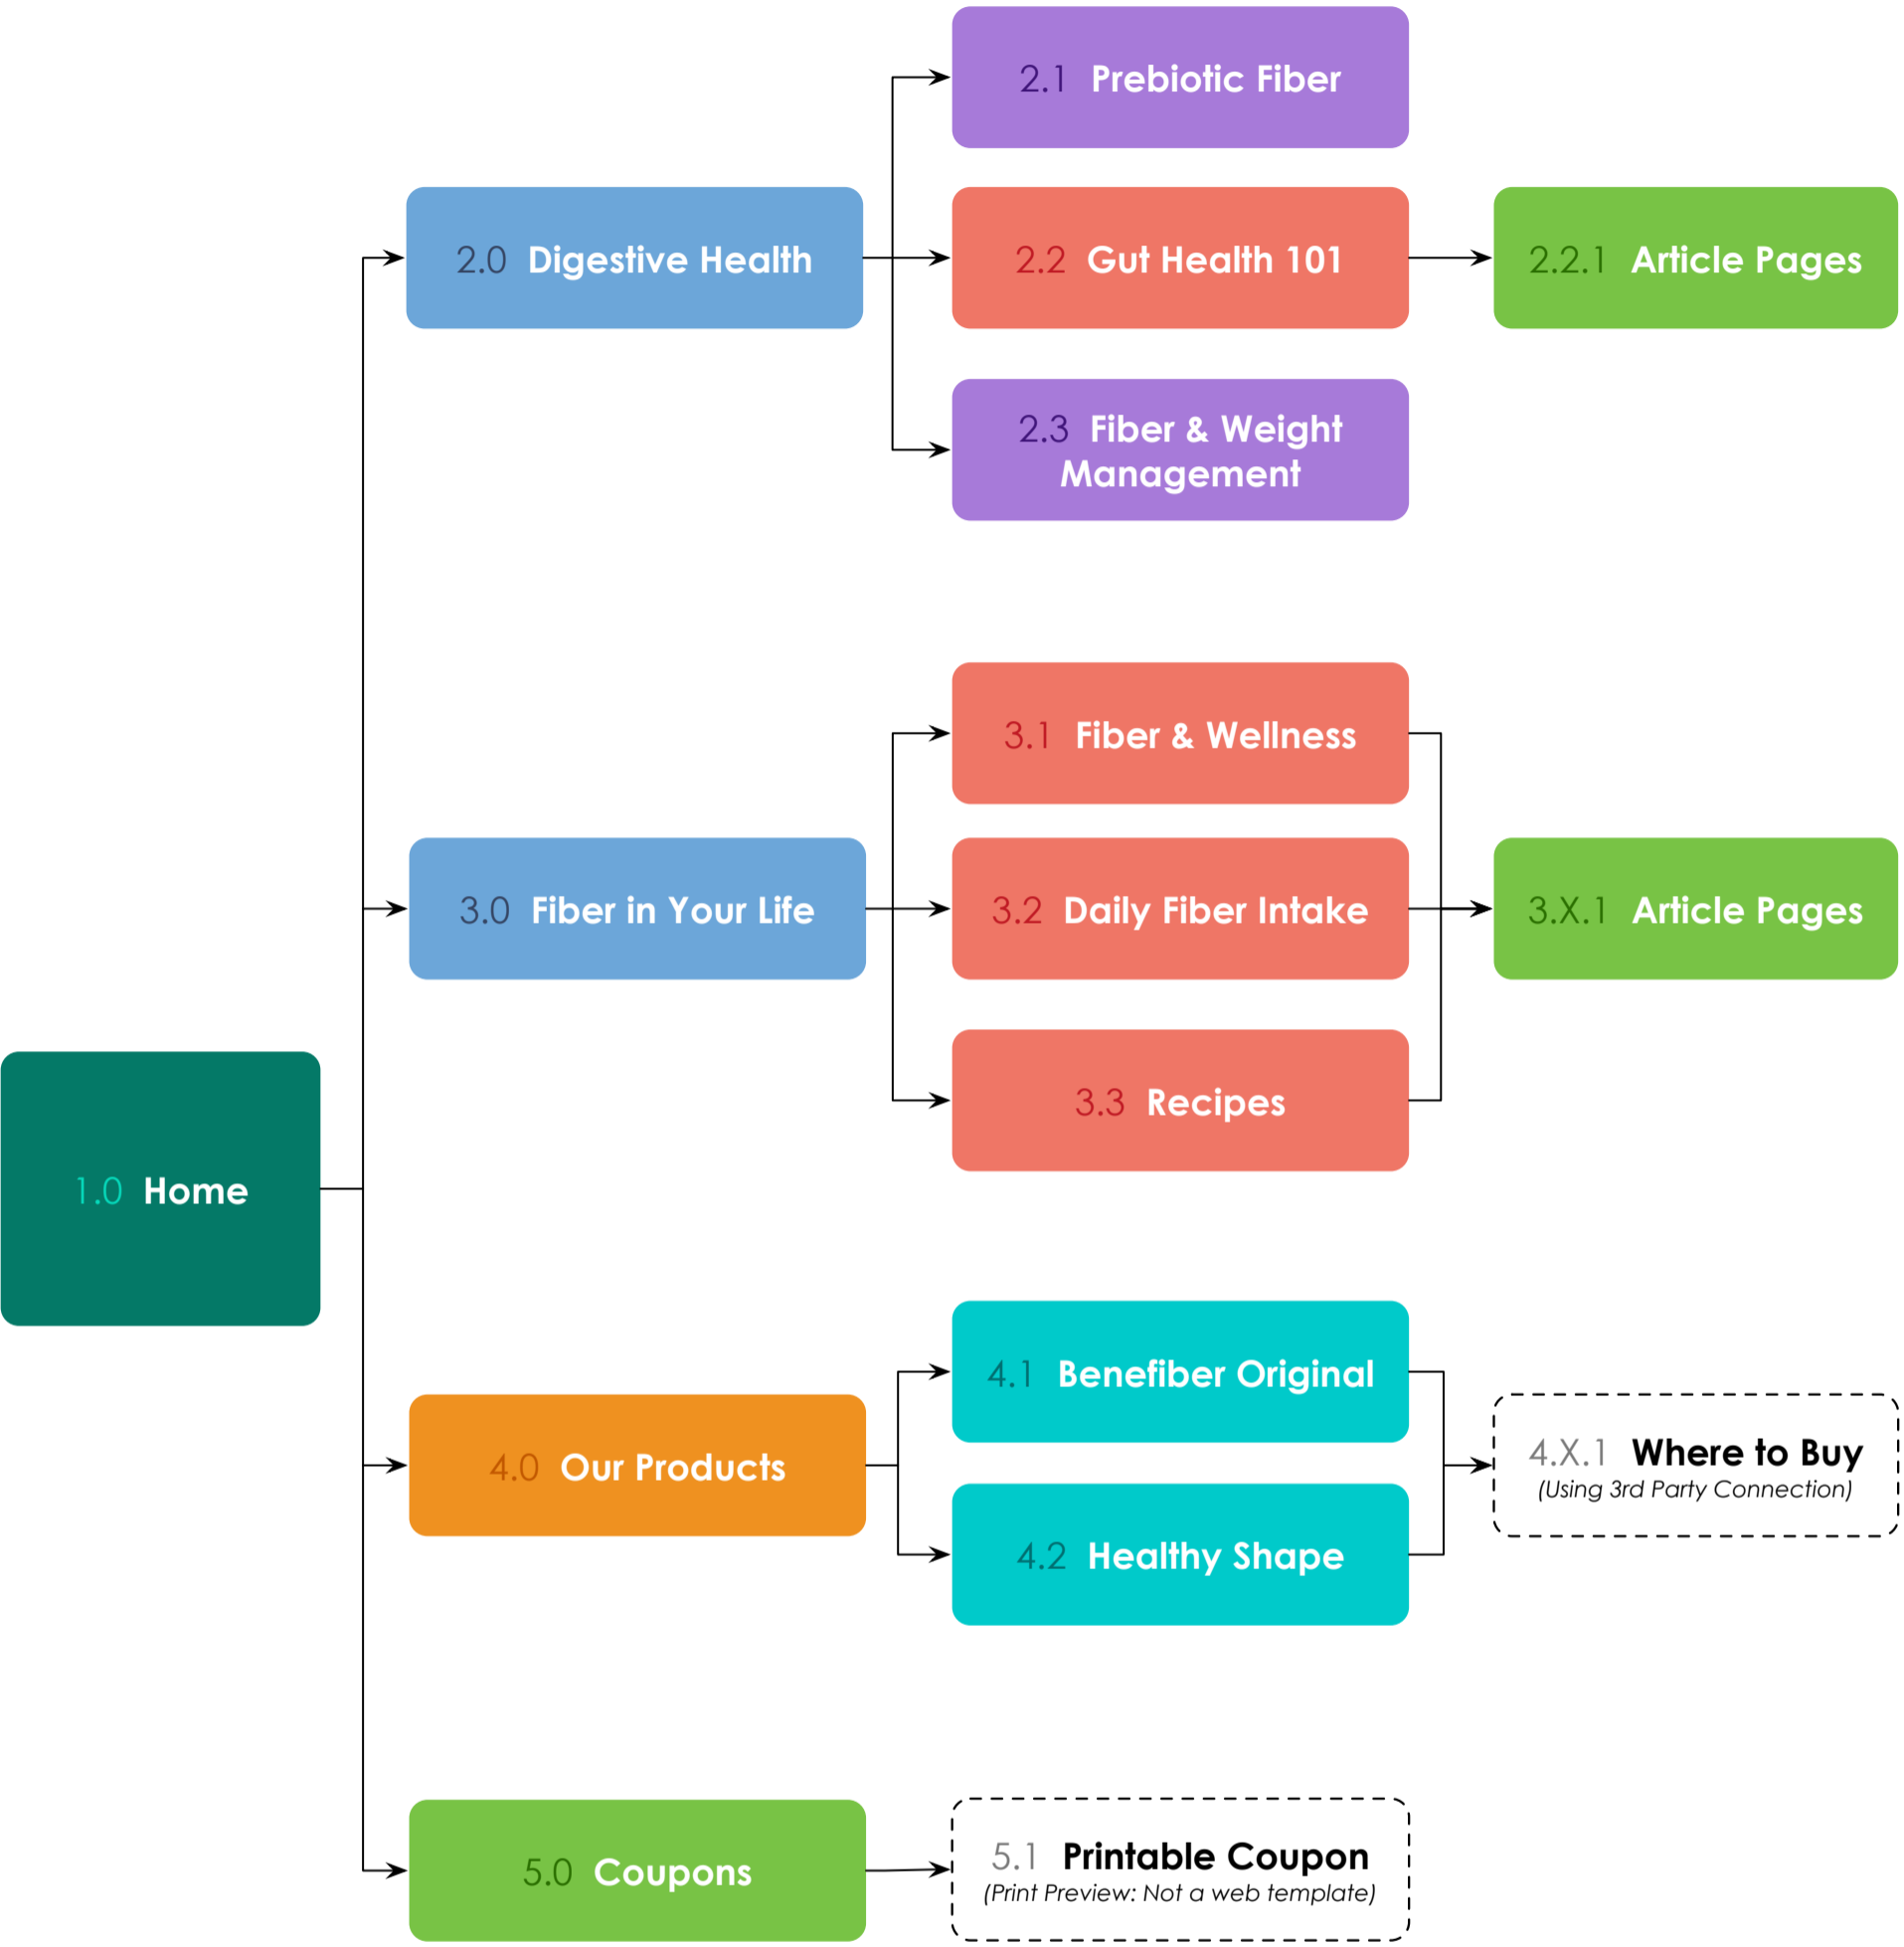 2.1 Prebiotic Fiber
2.0 Digestive Health
2.2 Gut Health 101
2.2.1 Article Pages
2.3 Fiber & Weight
Management
3.1 Fiber & Wellness
3.0 Fiber in Your Life
3.2 Daily Fiber Intake
3.X.1 Article Pages
3.3 Recipes
1.0 Home
4.1 Benefiber Original
4.0 Our Products
4.X.1 Where to Buy
(Using 3rd Party Connection)
4.2 Healthy Shape
5.0 Coupons
5.1 Printable Coupon
(Print Preview: Not a web template)